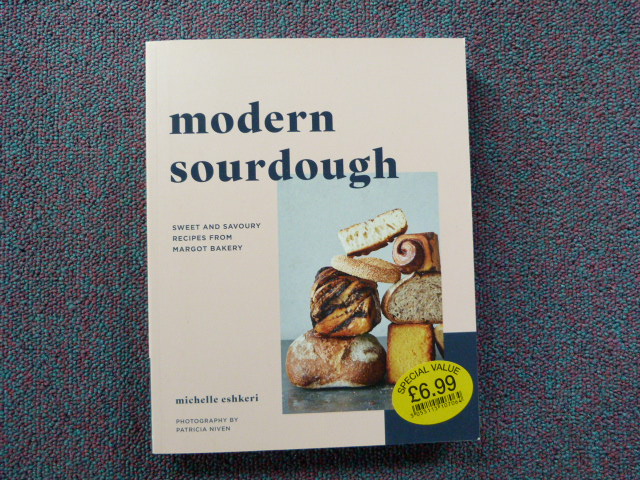 modern
sourdough
SWEET AND SAVOURY
RECIPES FROM
MARGOT BAKERY
michelle eshkeri
PHOTOGRAPHY BY
PATRICIA NIVEN
SPECIAL VALUE
£6.99